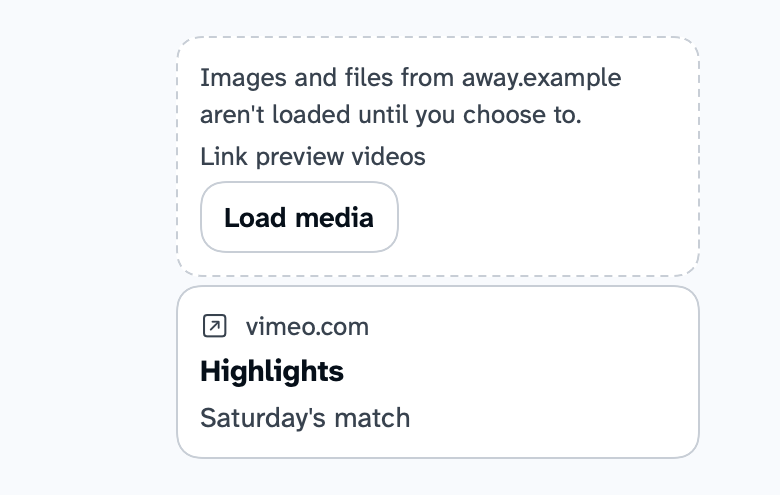 Images and files from away.example
aren't loaded until you choose to.
Link preview videos
Load media
vimeo.com
Highlights
Saturday's match